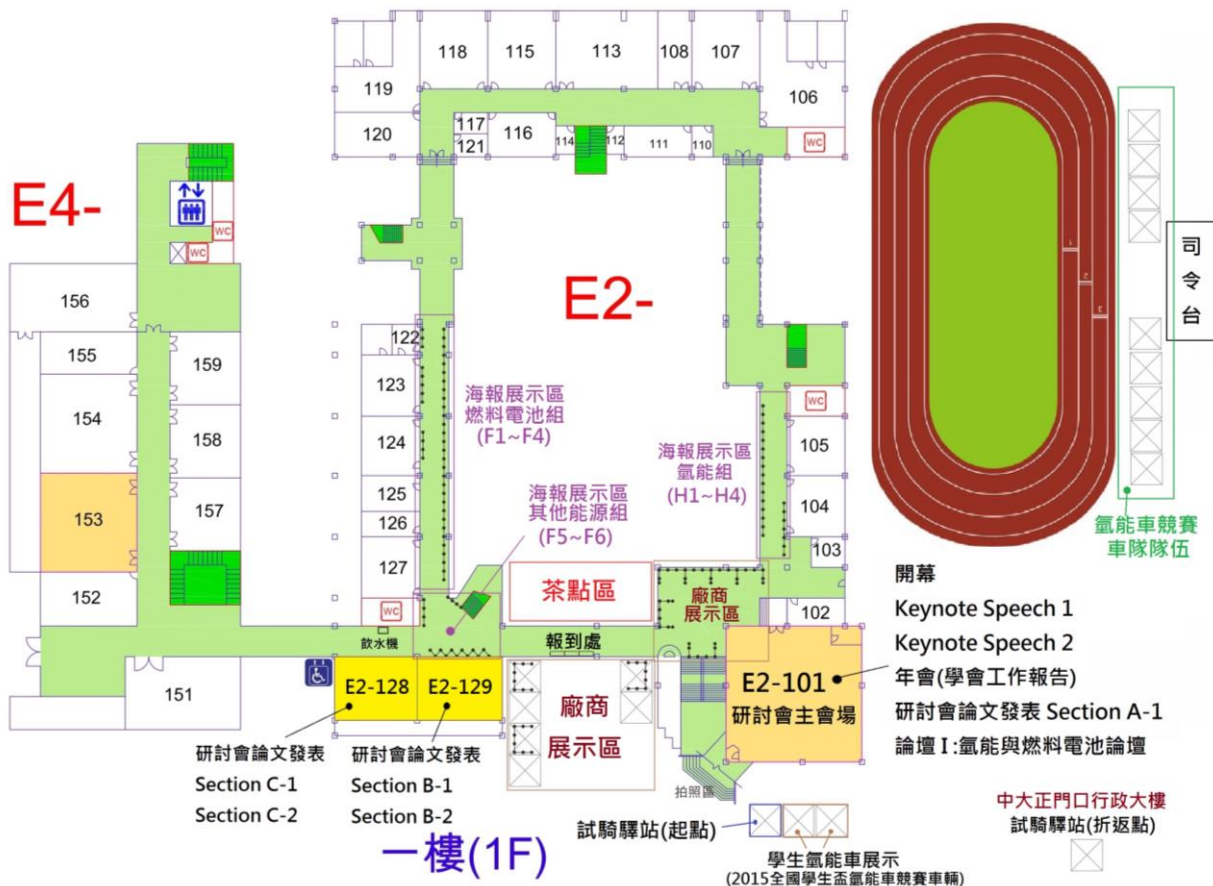 118
115
113
108
107
119
106
120
117
121
116
114
112
111
110
WC
E4-
WC
WC
司令台
E2-
156
155
159
154
158
153
157
152
151
122
123
124
125
126
127
WC
海報展示區
燃料電池組
(F1~F4)
海報展示區
其他能源組
(F5~F6)
海報展示區
氫能組
(H1~H4)
WC
105
104
103
102
1
2
3
氫能車競賽
車隊隊伍
茶點區
廠商
展示區
飲水機
報到處
E2-128
E2-129
廠商
展示區
E2-101
研討會主會場
開幕
Keynote Speech 1
Keynote Speech 2
年會(學會工作報告)
研討會論文發表 Section A-1
論壇 I:氫能與燃料電池論壇
研討會論文發表
Section C-1
Section C-2
研討會論文發表
Section B-1
Section B-2
拍照區
試騎驛站(起點)
學生氫能車展示
(2015全國學生盃氫能車競賽車輛)
中大正門口行政大樓
試騎驛站(折返點)
一樓(1F)